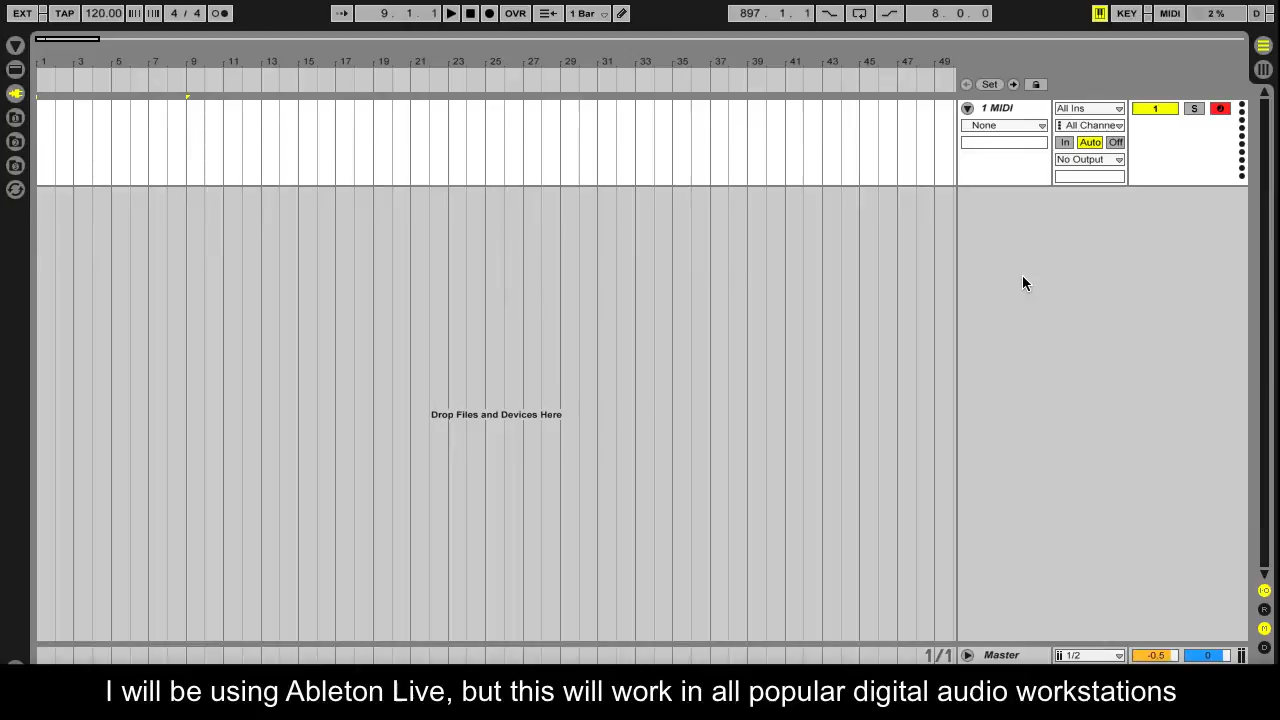 EXT TAP 120.00 4 / 4 9 . 1 . 1 OVR 1 Bar 897 . 1 . 1 8 . 0 . 0 KEY MIDI 2 % D
1 3 5 7 9 11 13 15 17 19 21 23 25 27 29 31 33 35 37 39 41 43 45 47 49
Set
1 MIDI All Ins 1 S
None All Channe
In Auto Off
No Output
Drop Files and Devices Here
I·O
R
M
D
1/1 Master 1/2 -0.5 0
I will be using Ableton Live, but this will work in all popular digital audio workstations